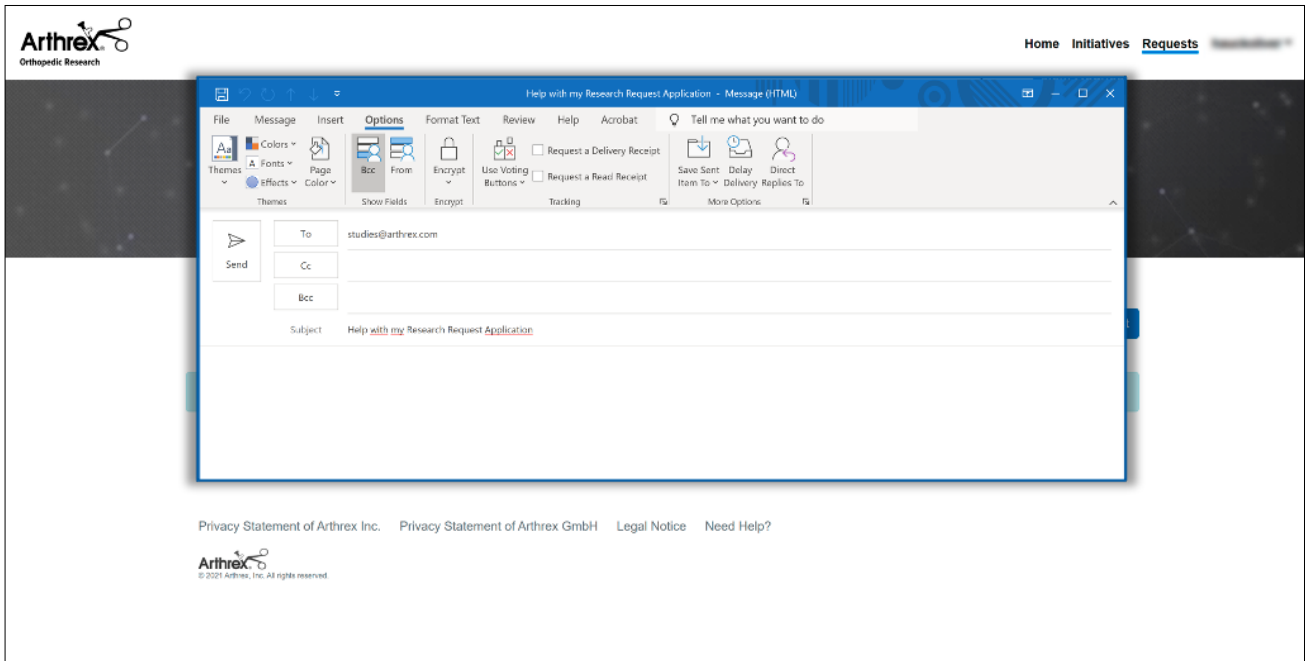 Arthrex
Orthopedic Research
Home Initiatives Requests
Help with my Research Request Application - Message (HTML)
File Message Insert Options Format Text Review Help Acrobat Tell me what you want to do
Aa
Themes
Colors
A Fonts
Effects
Page
Color
Themes
Bcc
From
Show Fields
Encrypt
Encrypt
Use Voting
Buttons
Request a Delivery Receipt
Request a Read Receipt
Tracking
Save Sent
Item To
Delay
Delivery
Direct
Replies To
More Options
Send
To studies@arthrex.com
Cc
Bcc
Subject Help with my Research Request Application
t
Privacy Statement of Arthrex Inc. Privacy Statement of Arthrex GmbH Legal Notice Need Help?
Arthrex
© 2021 Arthrex, Inc. All rights reserved.